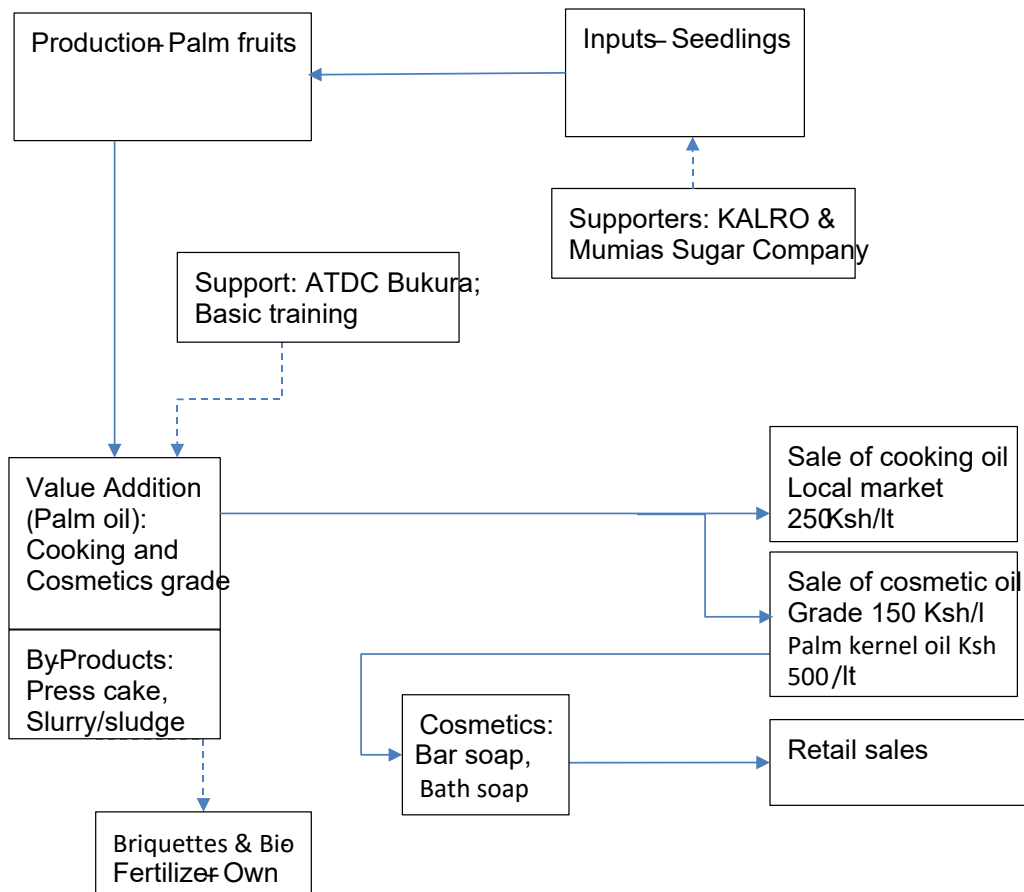 Production– Palm fruits
Inputs– Seedlings
Supporters: KALRO &
Mumias Sugar Company
Support: ATDC Bukura;
Basic training
Value Addition
(Palm oil):
Cooking and
Cosmetics grade
By-Products:
Press cake,
Slurry/sludge
Sale of cooking oil
Local market
250Ksh/lt
Sale of cosmetic oil
Grade 150 Ksh/l
Palm kernel oil Ksh
500/lt
Cosmetics:
Bar soap,
Bath soap
Retail sales
Briquettes & Bio
Fertilizer– Own